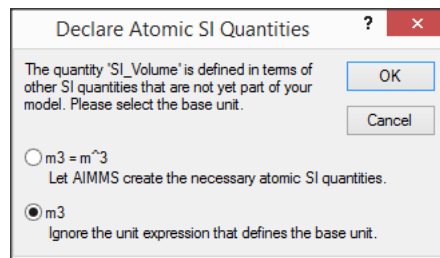 Declare Atomic SI Quantities
? ×
The quantity 'SI_Volume' is defined in terms of
other SI quantities that are not yet part of your
model. Please select the base unit.
OK
Cancel
m3 = m^3
Let AIMMS create the necessary atomic SI quantities.
m3
Ignore the unit expression that defines the base unit.